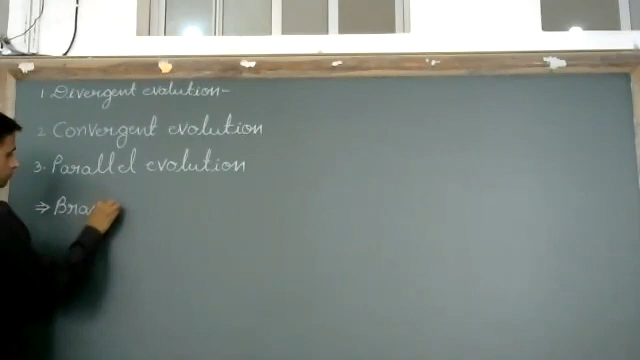 1. Divergent evolution-
2. Convergent evolution
3. Parallel evolution
⇒ Bra